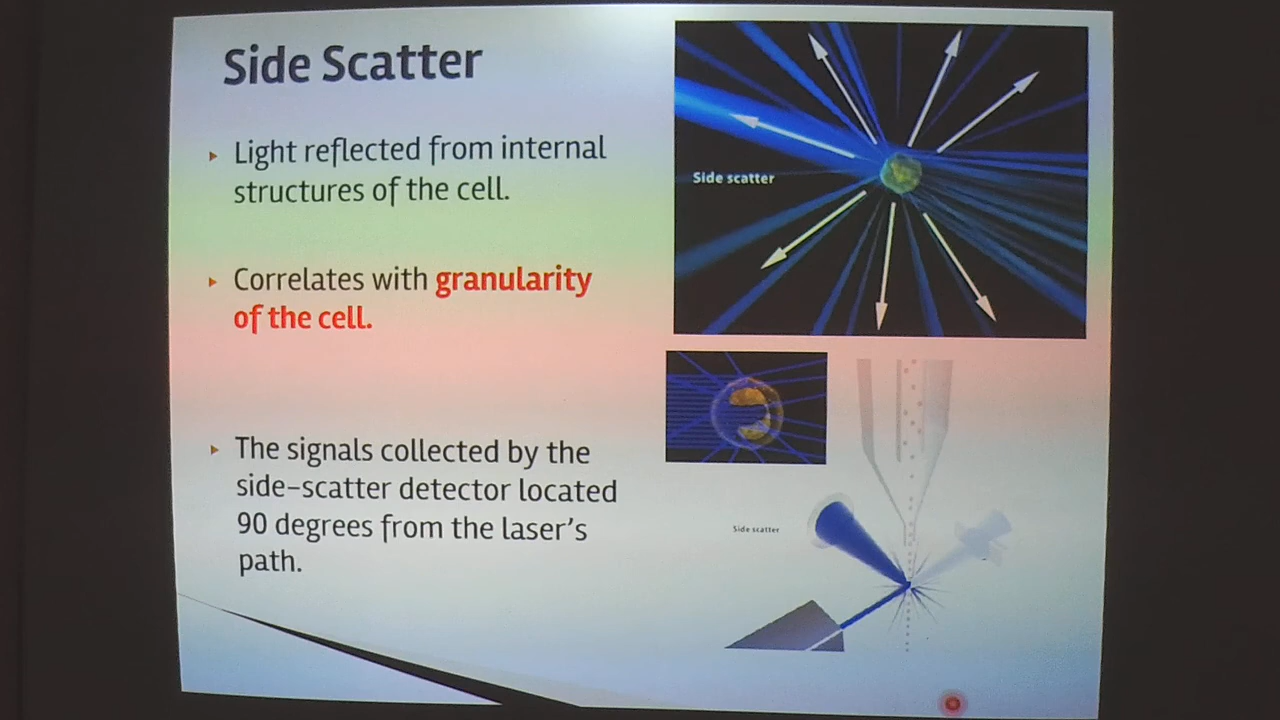 Side Scatter
Light reflected from internal
structures of the cell.
Correlates with granularity
of the cell.
The signals collected by the
side-scatter detector located
90 degrees from the laser's
path.
Side scatter
Side scatter